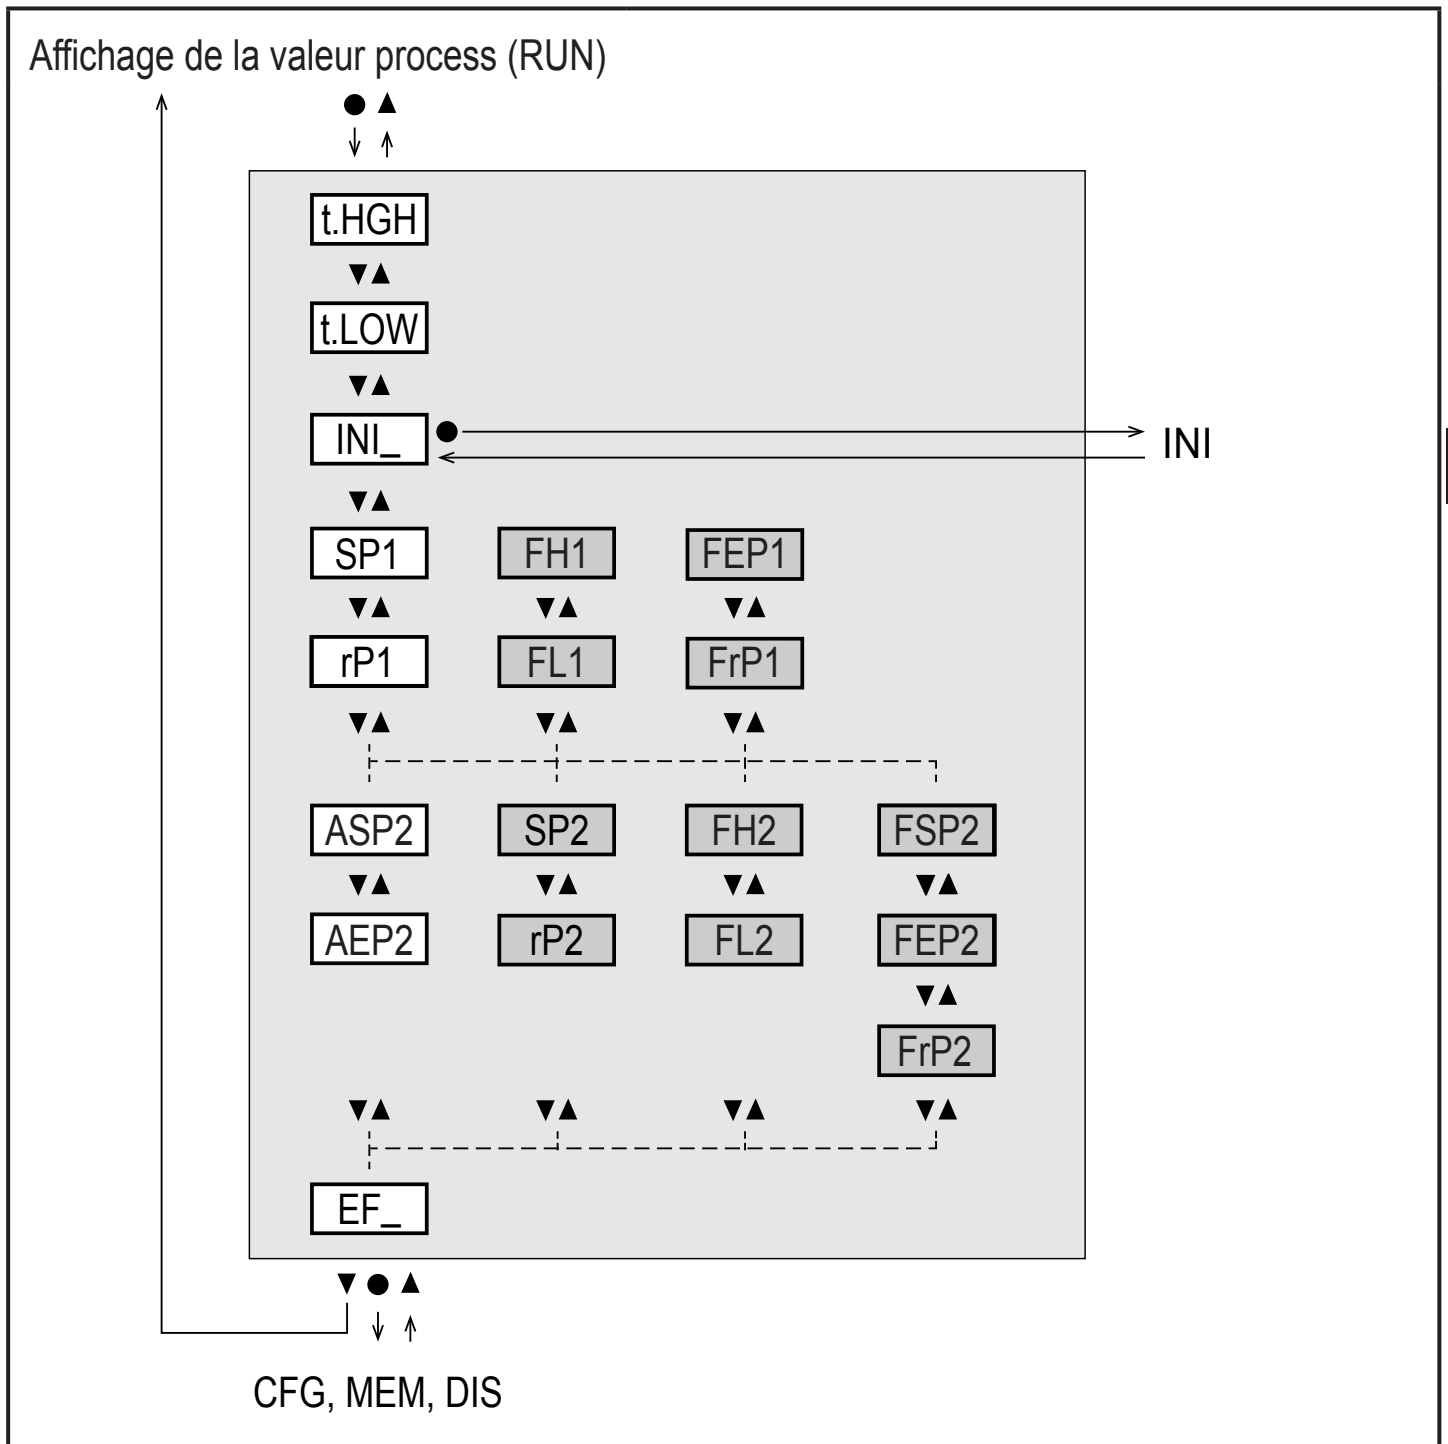 Affichage de la valeur process (RUN)
t.HGH
t.LOW
INI_ INI
SP1 FH1 FEP1
rP1 FL1 FrP1
ASP2 SP2 FH2 FSP2
AEP2 rP2 FL2 FEP2
FrP2
EF_
CFG, MEM, DIS